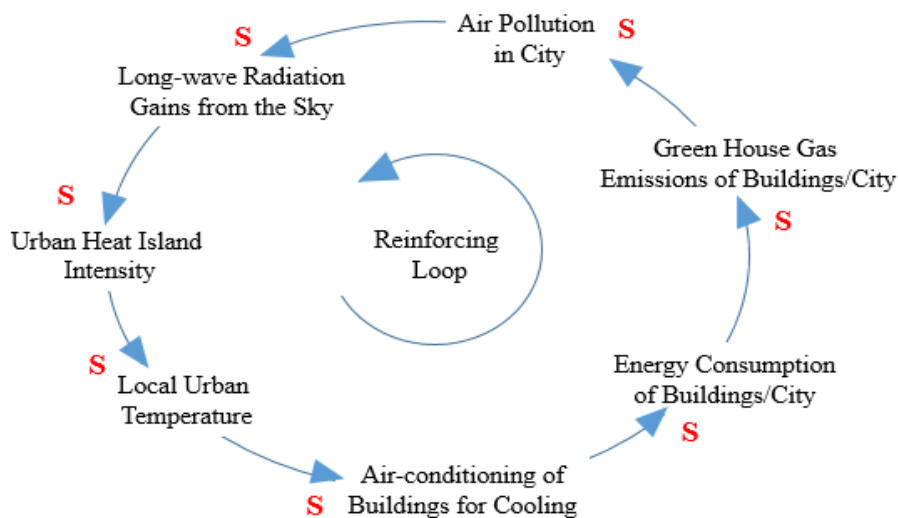 S
Air Pollution
in City
S
Long-wave Radiation
Gains from the Sky
Green House Gas
Emissions of Buildings/City
S
S
Urban Heat Island
Intensity
Reinforcing
Loop
S
Local Urban
Temperature
Energy Consumption
of Buildings/City
S
Air-conditioning of
Buildings for Cooling
S